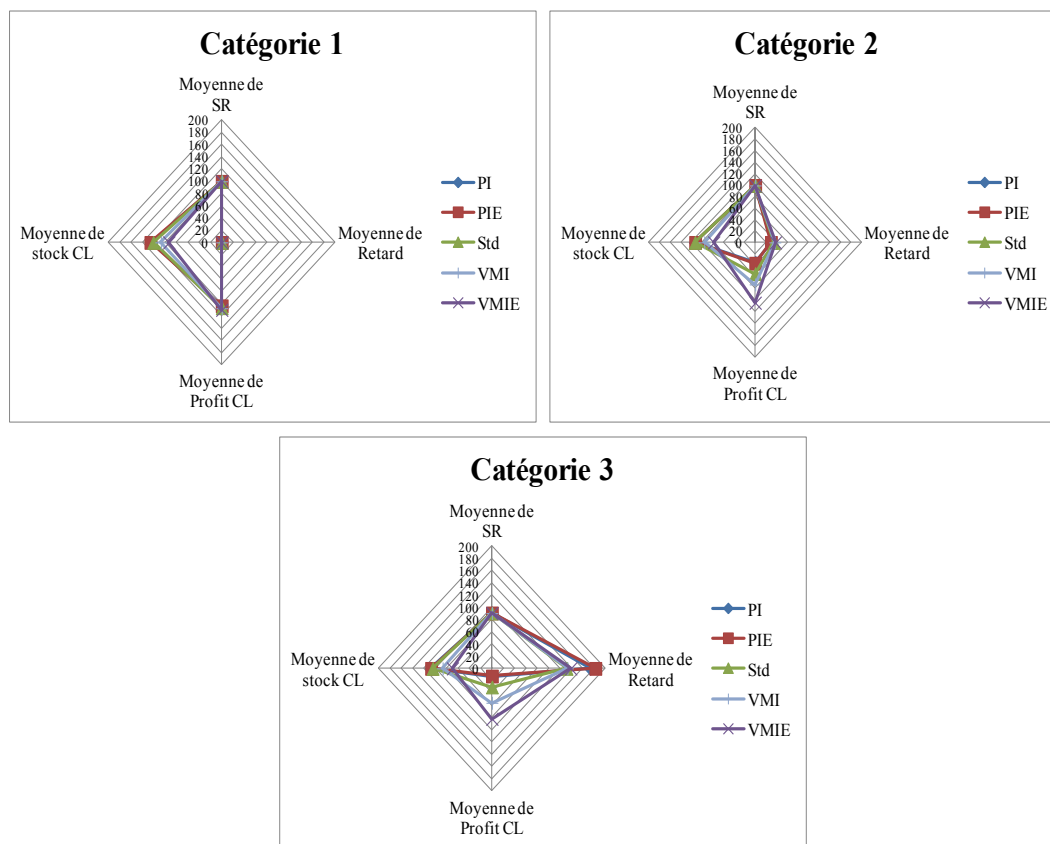 Catégorie 1
Moyenne de
SR
200
180
160
140
120
100
80
60
40
20
0
Moyenne de
stock CL
Moyenne de
Retard
Moyenne de
Profit CL
PI
PIE
Std
VMI
VMIE
Catégorie 2
Moyenne de
SR
200
180
160
140
120
100
80
60
40
20
0
Moyenne de
stock CL
Moyenne de
Retard
Moyenne de
Profit CL
PI
PIE
Std
VMI
VMIE
Catégorie 3
Moyenne de
SR
200
180
160
140
120
100
80
60
40
20
0
Moyenne de
stock CL
Moyenne de
Retard
Moyenne de
Profit CL
PI
PIE
Std
VMI
VMIE